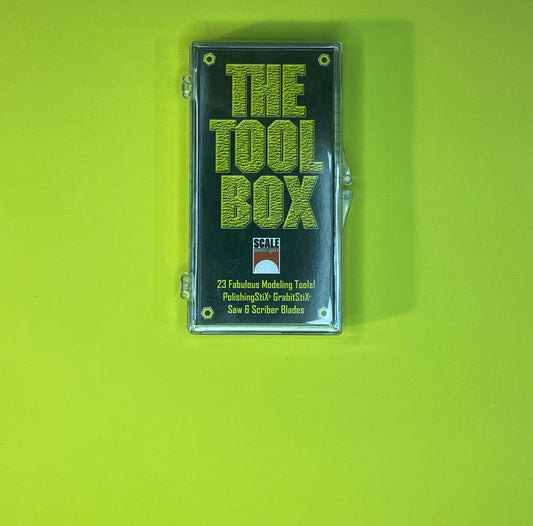 THE
TOOL
BOX
SCALE
23 Fabulous Modeling Tools!
PolishingStiX® GrabitStiX®
Saw & Scriber Blades